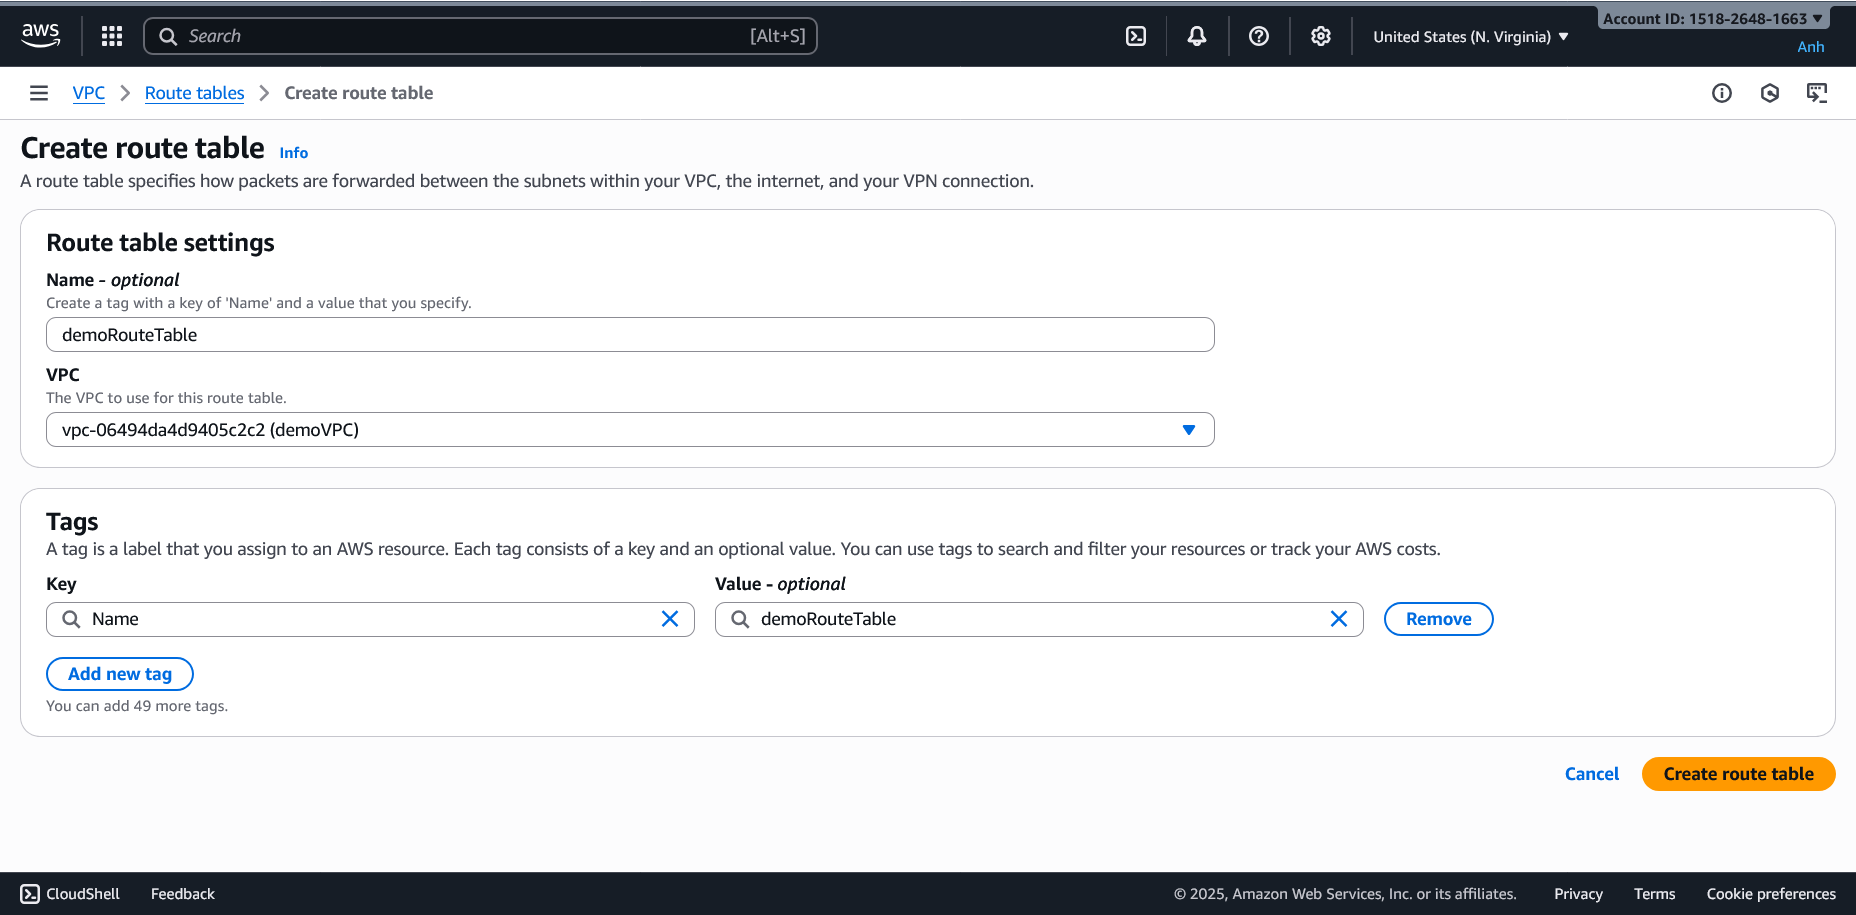 aws
Search [Alt+S]
United States (N. Virginia)
Account ID: 1518-2648-1663
Anh
VPC
Route tables
Create route table
Create route table Info
A route table specifies how packets are forwarded between the subnets within your VPC, the internet, and your VPN connection.
Route table settings
Name - optional
Create a tag with a key of 'Name' and a value that you specify.
demoRouteTable
VPC
The VPC to use for this route table.
vpc-06494da4d9405c2c2 (demoVPC)
Tags
A tag is a label that you assign to an AWS resource. Each tag consists of a key and an optional value. You can use tags to search and filter your resources or track your AWS costs.
Key
Value - optional
Name
demoRouteTable
Remove
Add new tag
You can add 49 more tags.
Cancel
Create route table
CloudShell
Feedback
© 2025, Amazon Web Services, Inc. or its affiliates.
Privacy
Terms
Cookie preferences